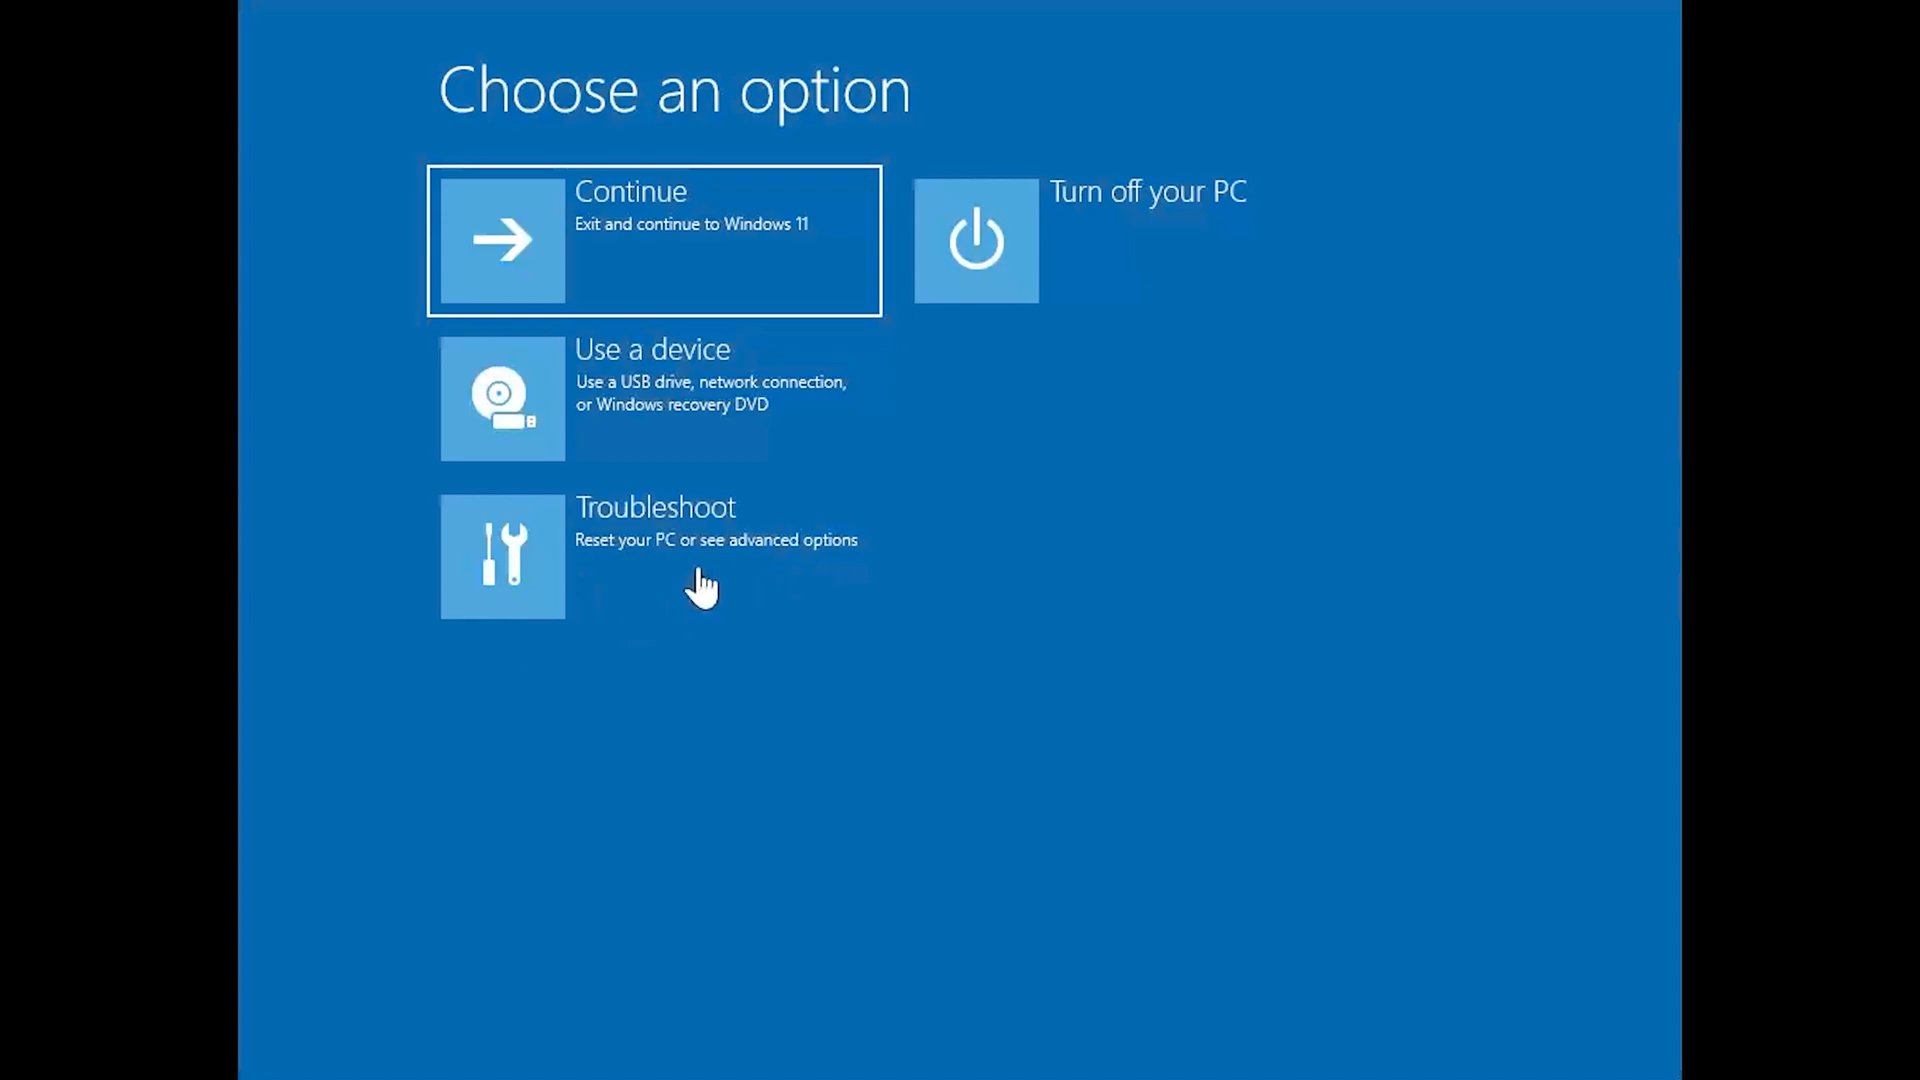 Choose an option
Continue
Exit and continue to Windows 11
Turn off your PC
Use a device
Use a USB drive, network connection,
or Windows recovery DVD
Troubleshoot
Reset your PC or see advanced options